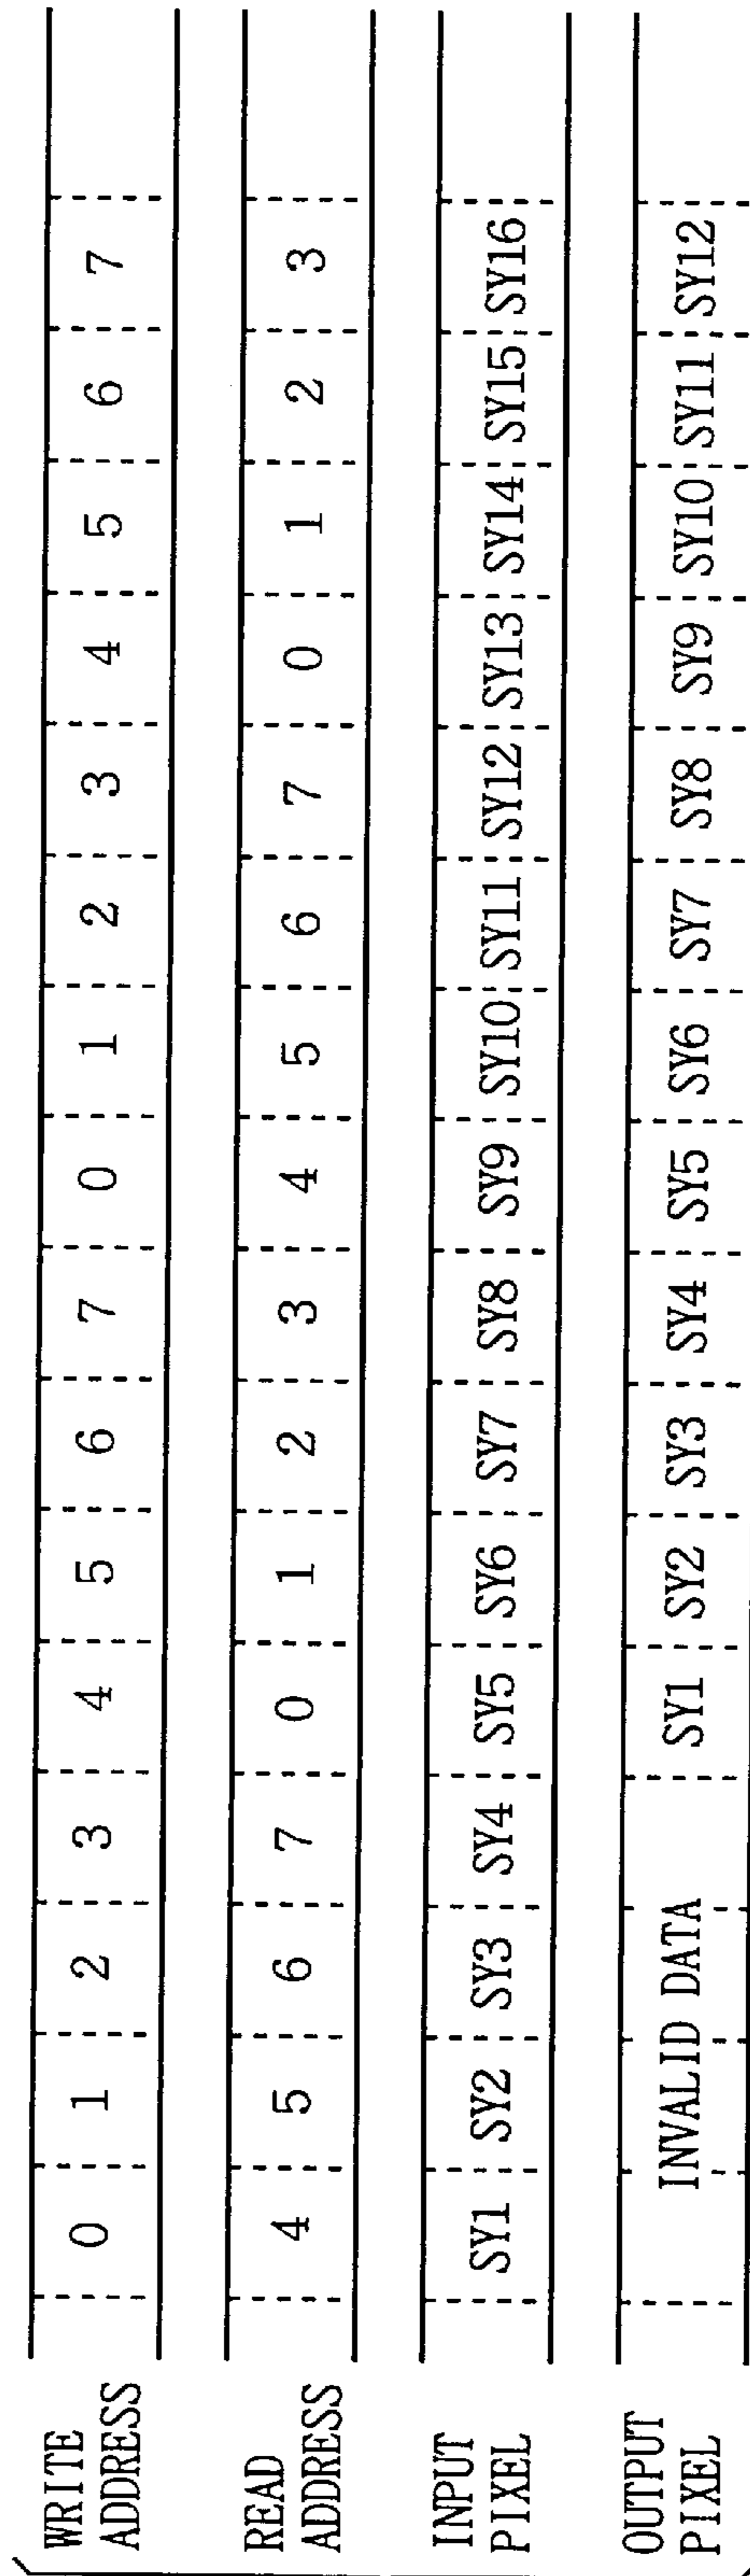 WRITE
ADDRESS
0 1 2 3 4 5 6 7 0 1 2 3 4 5 6 7
READ
ADDRESS
4 5 6 7 0 1 2 3 4 5 6 7 0 1 2 3
INPUT
PIXEL
SY1 SY2 SY3 SY4 SY5 SY6 SY7 SY8 SY9 SY10 SY11 SY12 SY13 SY14 SY15 SY16
OUTPUT
PIXEL
INVALID DATA SY1 SY2 SY3 SY4 SY5 SY6 SY7 SY8 SY9 SY10 SY11 SY12